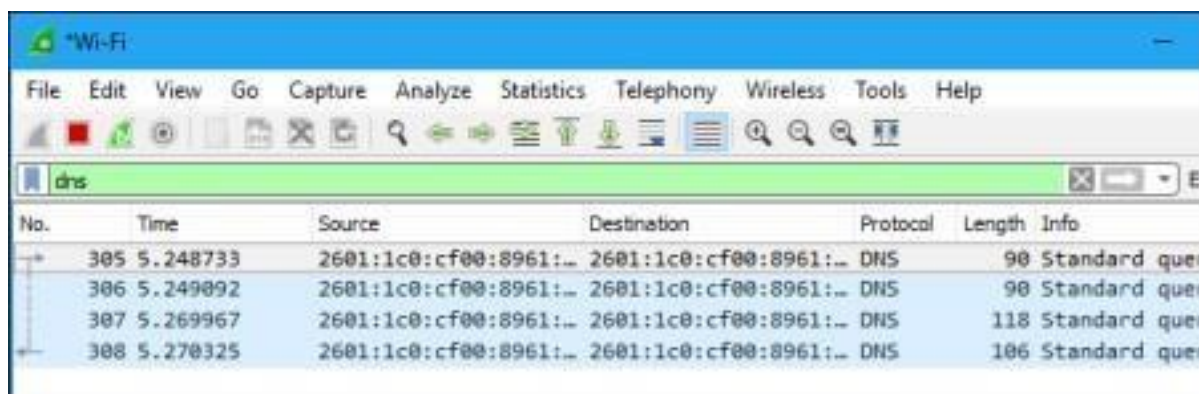 *Wi-Fi
File Edit View Go Capture Analyze Statistics Telephony Wireless Tools Help
dns
No. Time Source Destination Protocol Length Info
305 5.248733 2601:1c0:cf00:8961:… 2601:1c0:cf00:8961:… DNS 90 Standard que
306 5.249092 2601:1c0:cf00:8961:… 2601:1c0:cf00:8961:… DNS 90 Standard que
307 5.269967 2601:1c0:cf00:8961:… 2601:1c0:cf00:8961:… DNS 118 Standard que
308 5.270325 2601:1c0:cf00:8961:… 2601:1c0:cf00:8961:… DNS 106 Standard que